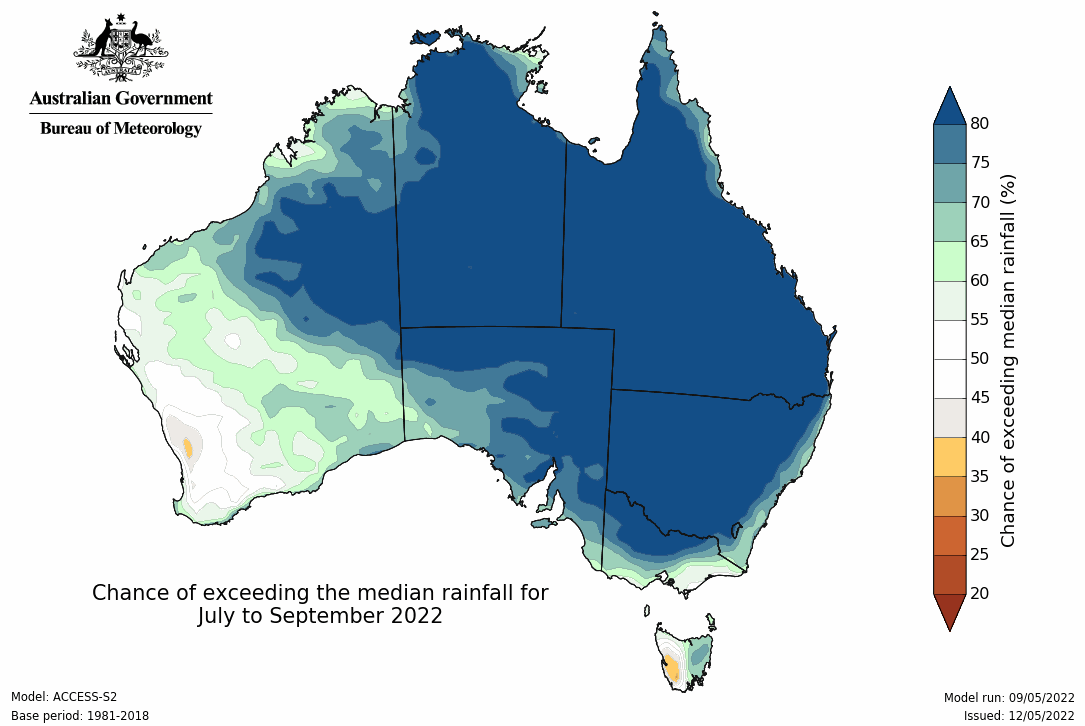 Australian Government
Bureau of Meteorology
80
75
70
65
60
55
50
45
40
35
30
25
20
Chance of exceeding median rainfall (%)
Chance of exceeding the median rainfall for
July to September 2022
Model: ACCESS-S2
Base period: 1981-2018
Model run: 09/05/2022
Issued: 12/05/2022